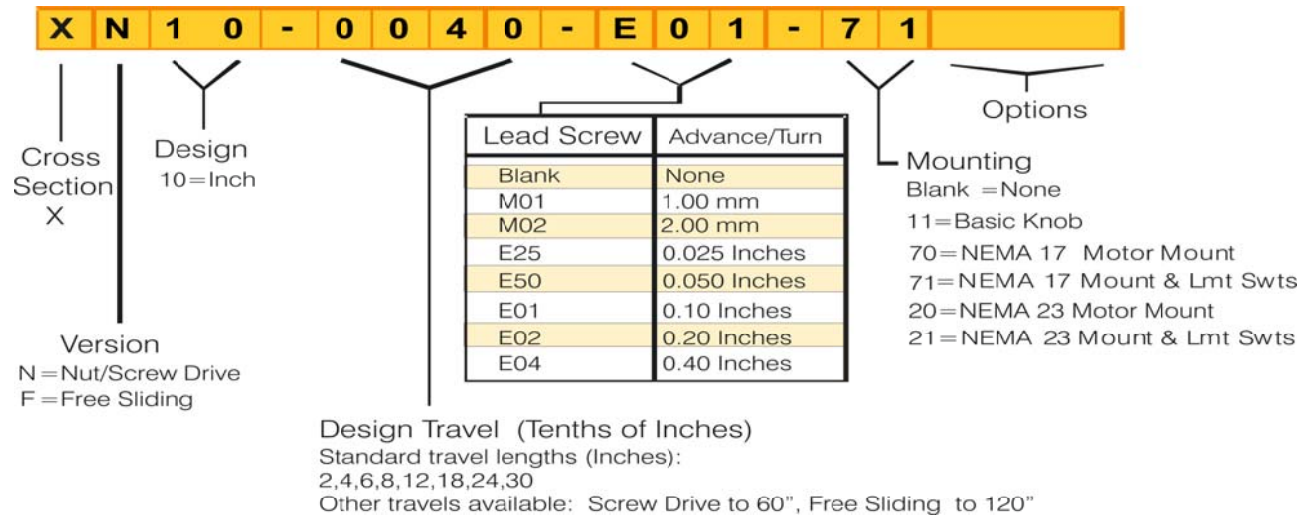 X N 1 0 - 0 0 4 0 - E 0 1 - 7 1
Cross
Section
X
Design
10=Inch
Version
N=Nut/Screw Drive
F=Free Sliding
Lead Screw Advance/Turn
Blank None
M01 1.00 mm
M02 2.00 mm
E25 0.025 Inches
E50 0.050 Inches
E01 0.10 Inches
E02 0.20 Inches
E04 0.40 Inches
Options
Mounting
Blank =None
11=Basic Knob
70=NEMA 17 Motor Mount
71=NEMA 17 Mount & Lmt Swts
20=NEMA 23 Motor Mount
21=NEMA 23 Mount & Lmt Swts
Design Travel (Tenths of Inches)
Standard travel lengths (Inches):
2,4,6,8,12,18,24,30
Other travels available: Screw Drive to 60", Free Sliding to 120"